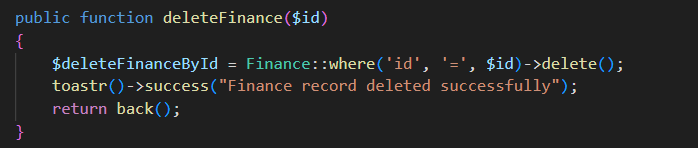 public function deleteFinance($id)
{
    $deleteFinanceById = Finance::where('id', '=', $id)->delete();
    toastr()->success("Finance record deleted successfully");
    return back();
}